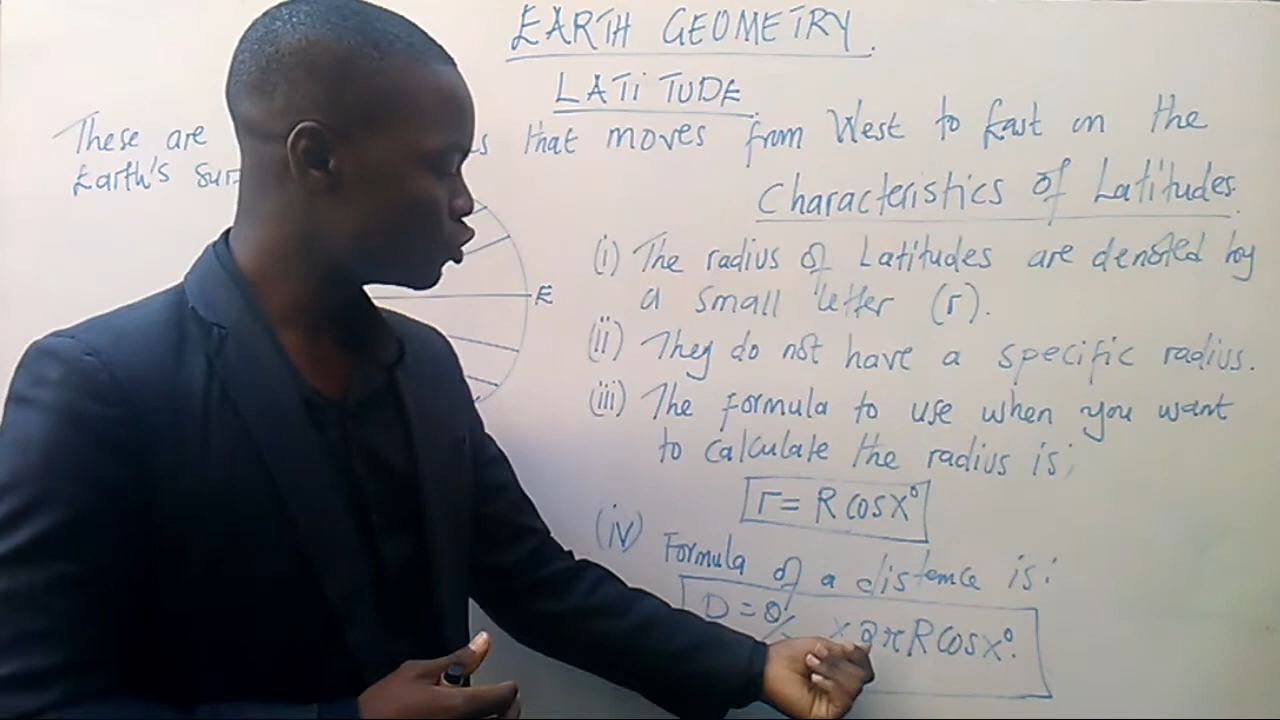 EARTH GEOMETRY.
LATITUDE
These are that moves from West to East on the
Earth's
Characteristics of Latitudes.
E
(i) The radius of Latitudes are denoted by
a small letter (r).
(ii) They do not have a specific radius.
(iii) The formula to use when you want
to calculate the radius is;
r = R Cos x°
(iv) Formula of a distance is:
D = θ/ × 2πR Cos x°.